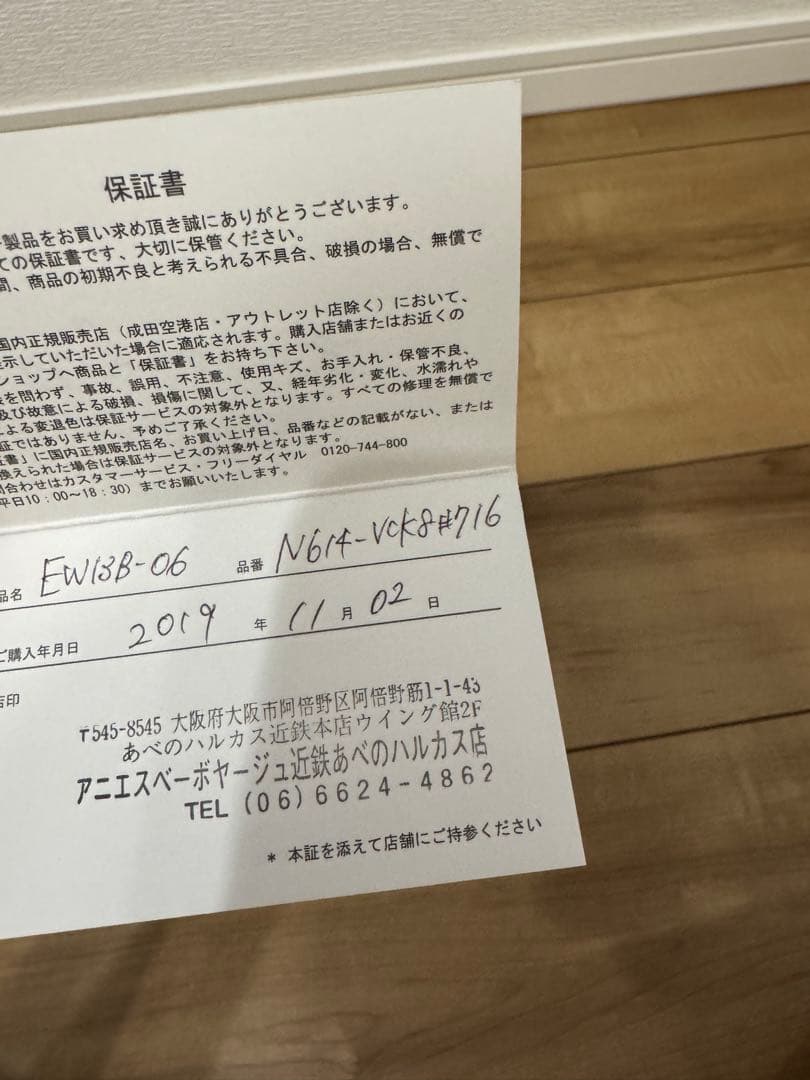 保証書
製品をお買い求め頂き誠にありがとうございます。
ての保証書です、大切に保管ください。
間、商品の初期不良と考えられる不具合、破損の場合、無償で
国内正規販売店（成田空港店・アウトレット店除く）において、
示していただいた場合に適応されます。購入店舗またはお近くの
ショップへ商品と「保証書」をお持ち下さい。
を問わず、事故、誤用、不注意、使用キズ、お手入れ・保管不良、
及び故意による破損、損傷に関して、又、経年劣化・変化、水濡れや
による変退色は保証サービスの対象外となります。すべての修理を無償で
証ではありません、予めご了承ください。
証書」に国内正規販売店名、お買い上げ日、品番などの記載がない、または
換えられた場合は保証サービスの対象外となります。
問合わせはカスタマーサービス・フリーダイヤル 0120-744-800
平日10：00～18：30）までお願いいたします。
品名 EW13B-06 品番 N614-VCK8#716
ご購入年月日 2019 年 11 月 02 日
店印
〒545-8545 大阪府大阪市阿倍野区阿倍野筋1-1-43
あべのハルカス近鉄本店ウイング館2F
アニエスベーボヤージュ近鉄あべのハルカス店
TEL (06)6624-4862
* 本証を添えて店舗にご持参ください